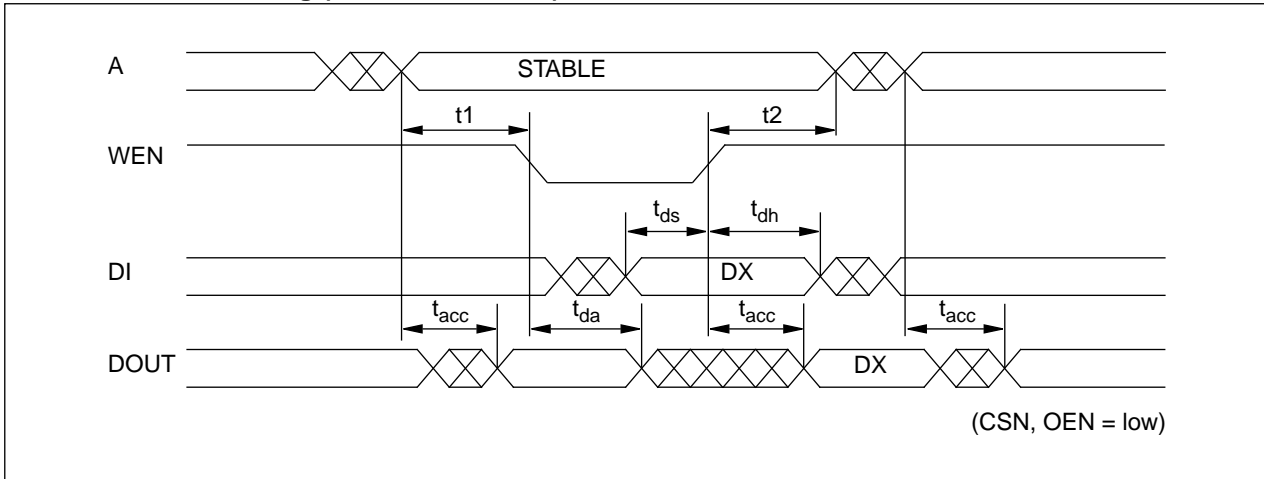 A
STABLE
t1
t2
WEN
tds
tdh
DI
DX
tacc
tda
tacc
tacc
DOUT
DX
(CSN, OEN = low)